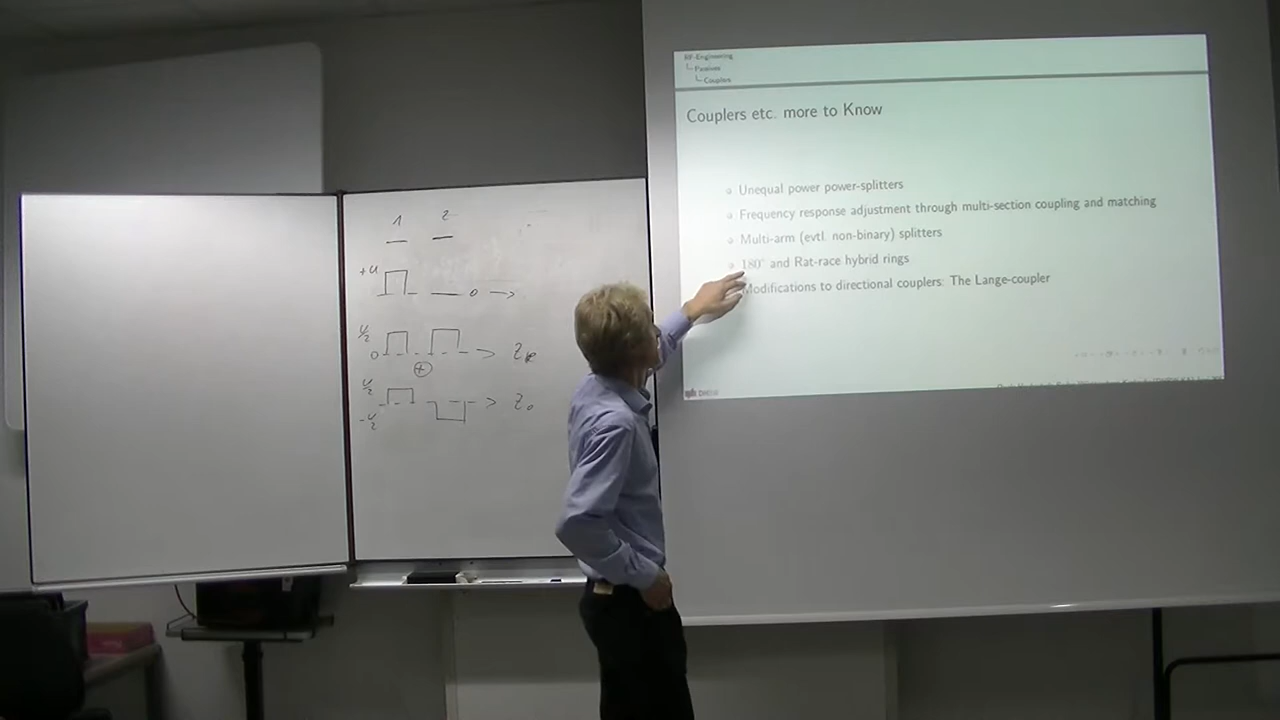 1 2
+U
0
U/2
0
Z
U/2
-U/2
Z₀
RF-Engineering
Passives
Couplers
Couplers etc. more to Know
Unequal power power-splitters
Frequency response adjustment through multi-section coupling and matching
Multi-arm (evtl. non-binary) splitters
180° and Rat-race hybrid rings
Modifications to directional couplers: The Lange-coupler